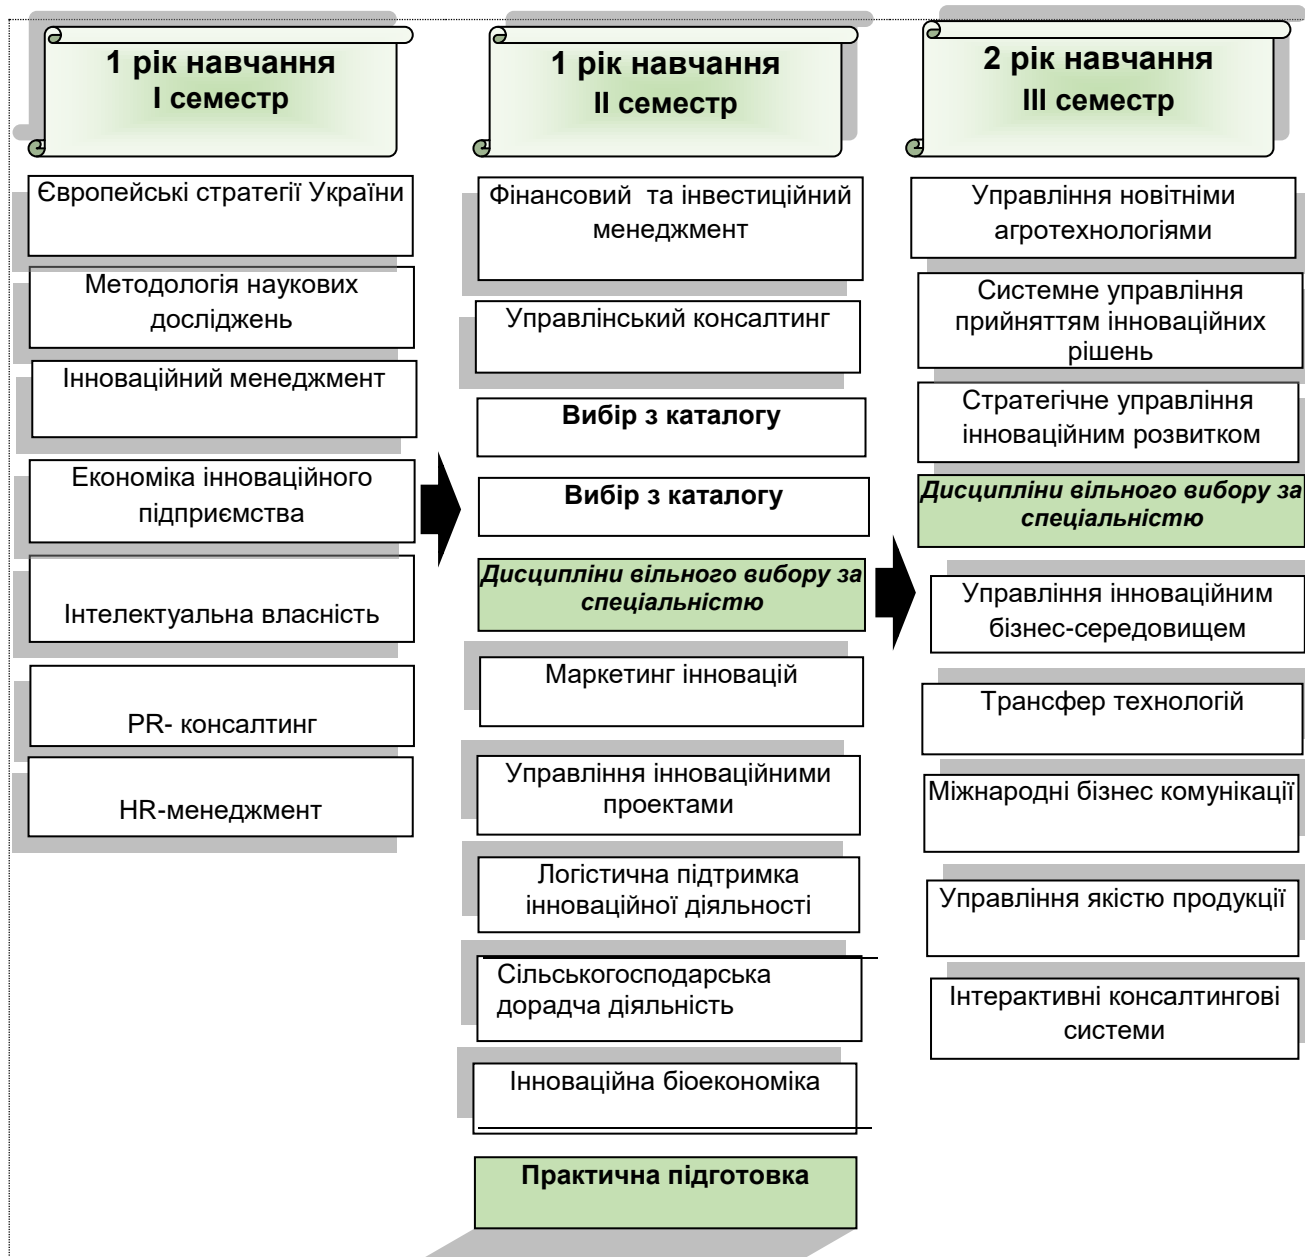 1 рік навчання
І семестр
Європейські стратегії України
Методологія наукових
досліджень
Інноваційний менеджмент
Економіка інноваційного
підприємства
Інтелектуальна власність
PR- консалтинг
HR-менеджмент
1 рік навчання
ІІ семестр
Фінансовий та інвестиційний
менеджмент
Управлінський консалтинг
Вибір з каталогу
Вибір з каталогу
Дисципліни вільного вибору за
спеціальністю
Маркетинг інновацій
Управління інноваційними
проектами
Логістична підтримка
інноваційної діяльності
Сільськогосподарська
дорадча діяльність
Інноваційна біоекономіка
Практична підготовка
2 рік навчання
ІІІ семестр
Управління новітніми
агротехнологіями
Системне управління
прийняттям інноваційних
рішень
Стратегічне управління
інноваційним розвитком
Дисципліни вільного вибору за
спеціальністю
Управління інноваційним
бізнес-середовищем
Трансфер технологій
Міжнародні бізнес комунікації
Управління якістю продукції
Інтерактивні консалтингові
системи